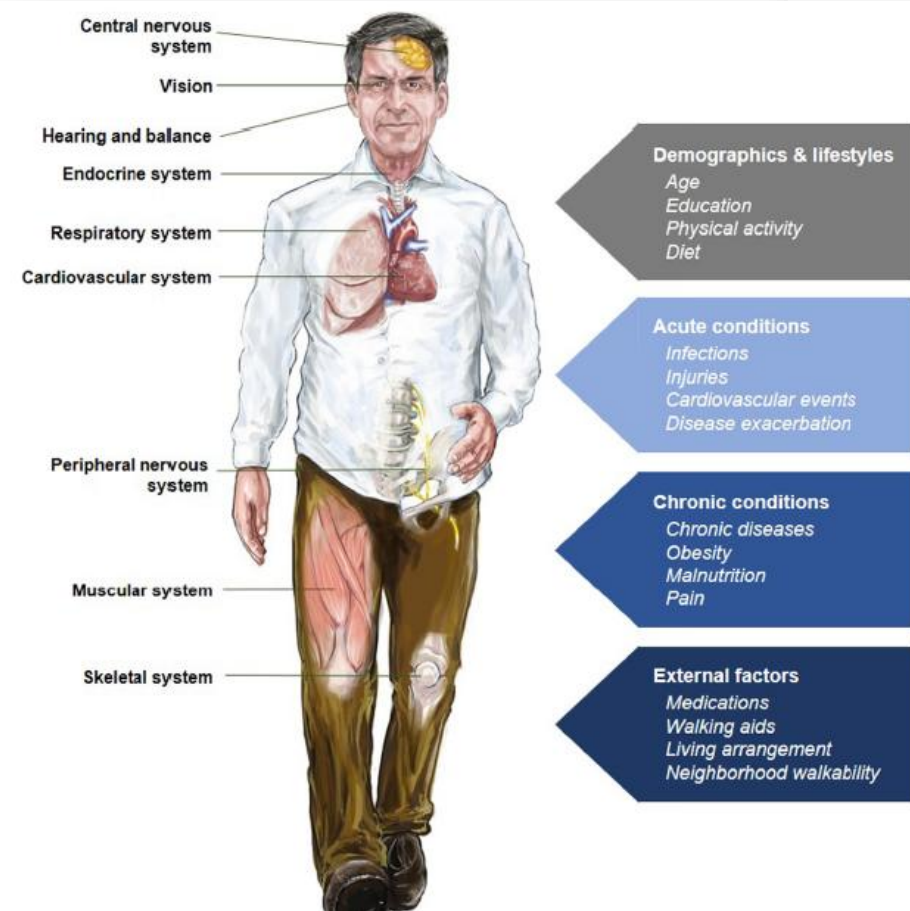 Central nervous
system
Vision
Hearing and balance
Endocrine system
Respiratory system
Cardiovascular system
Peripheral nervous
system
Muscular system
Skeletal system
Demographics & lifestyles
Age
Education
Physical activity
Diet
Acute conditions
Infections
Injuries
Cardiovascular events
Disease exacerbation
Chronic conditions
Chronic diseases
Obesity
Malnutrition
Pain
External factors
Medications
Walking aids
Living arrangement
Neighborhood walkability